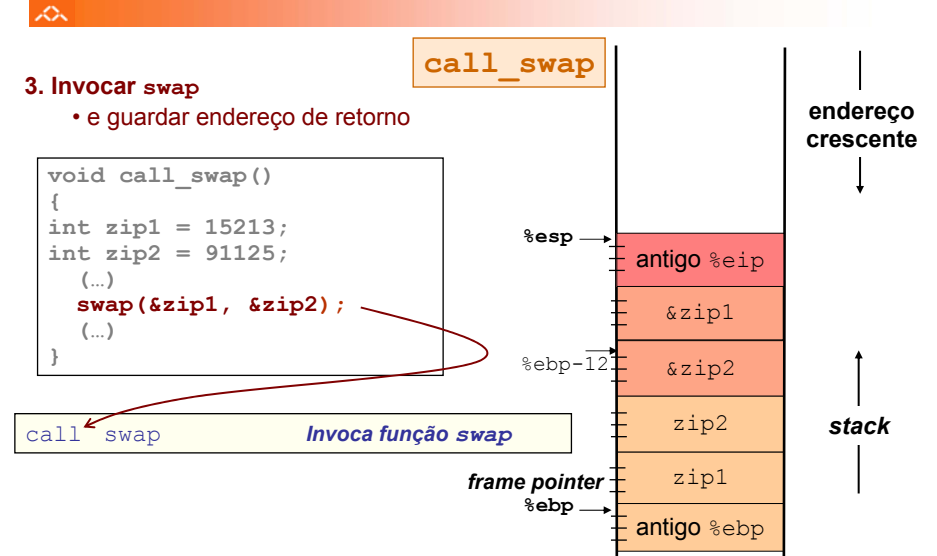 call_swap
3. Invocar swap
• e guardar endereço de retorno
void call_swap()
{
int zip1 = 15213;
int zip2 = 91125;
(…)
swap(&zip1, &zip2);
(…)
}
call swap Invoca função swap
endereço
crescente
%esp
antigo %eip
&zip1
%ebp-12
&zip2
zip2
stack
frame pointer
zip1
%ebp
antigo %ebp